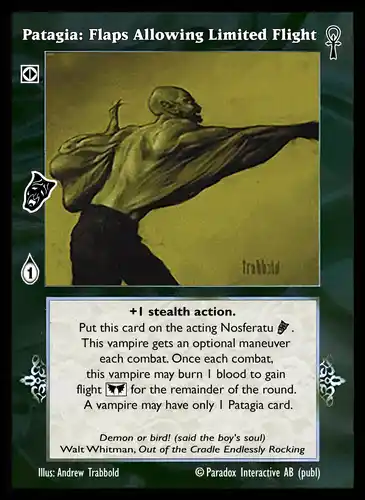 Patagia: Flaps Allowing Limited Flight
Trabbold
1
+1 stealth action.
Put this card on the acting Nosferatu .
This vampire gets an optional maneuver
each combat. Once each combat,
this vampire may burn 1 blood to gain
flight for the remainder of the round.
A vampire may have only 1 Patagia card.
Demon or bird! (said the boy's soul)
Walt Whitman, Out of the Cradle Endlessly Rocking
Illus: Andrew Trabbold
© Paradox Interactive AB (publ)